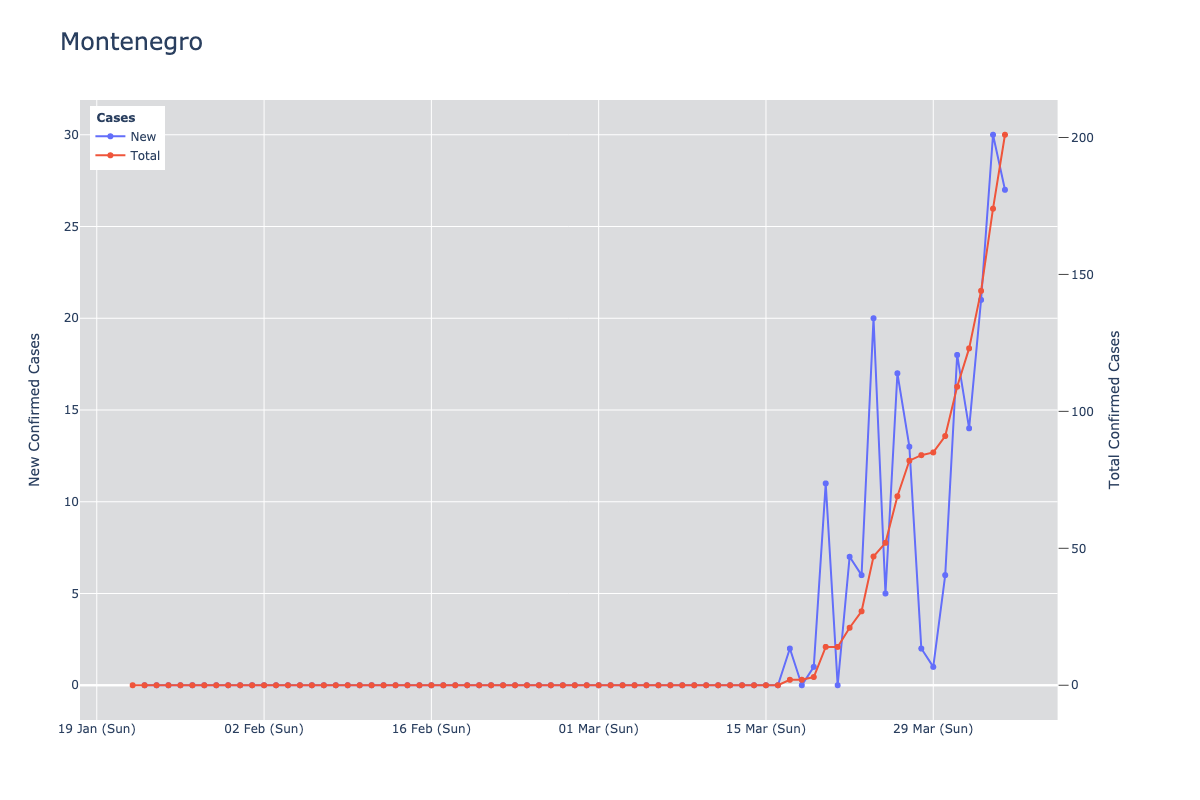 Montenegro
Cases
New
Total
30
25
20
15
10
5
0
200
150
100
50
0
New Confirmed Cases
Total Confirmed Cases
19 Jan (Sun)
02 Feb (Sun)
16 Feb (Sun)
01 Mar (Sun)
15 Mar (Sun)
29 Mar (Sun)